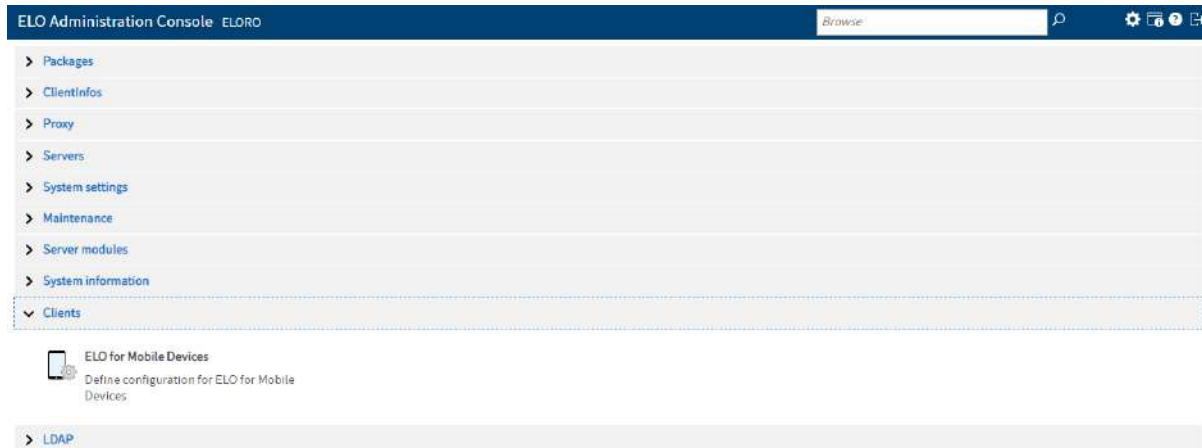 ELO Administration Console ELORO
Browse
Packages
ClientInfos
Proxy
Servers
System settings
Maintenance
Server modules
System information
Clients
ELO for Mobile Devices
Define configuration for ELO for Mobile
Devices
LDAP